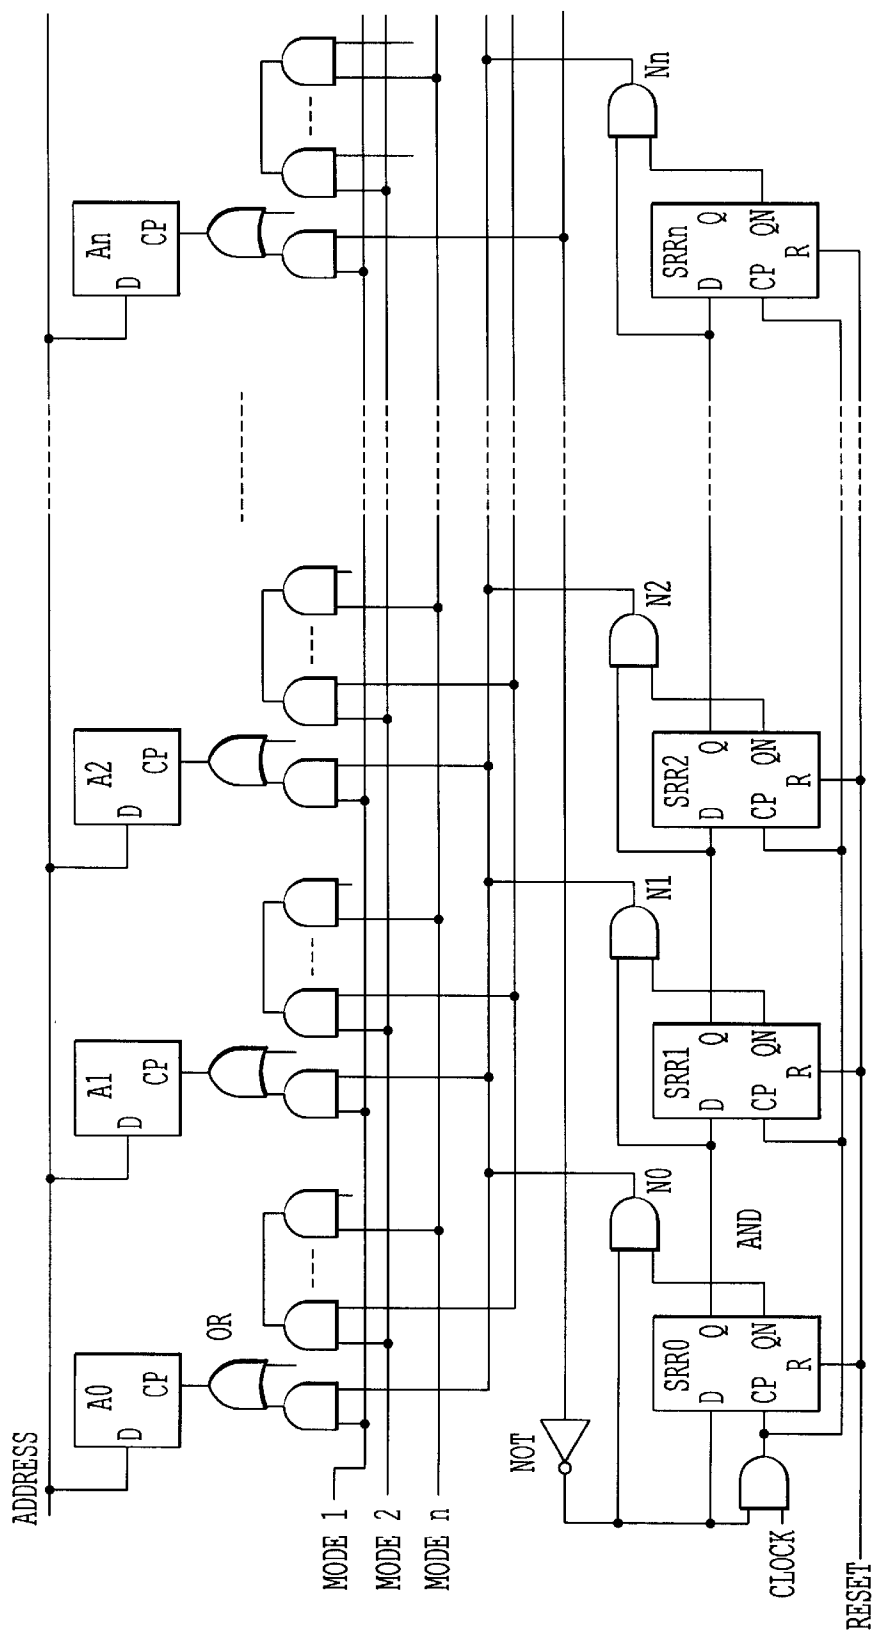 ADDRESS
A0
D
CP
A1
D
CP
A2
D
CP
An
D
CP
OR
MODE 1
MODE 2
MODE n
NOT
N0
N1
N2
Nn
AND
SRR0
D
Q
CP
QN
R
SRR1
D
Q
CP
QN
R
SRR2
D
Q
CP
QN
R
SRRn
D
Q
CP
QN
R
CLOCK
RESET